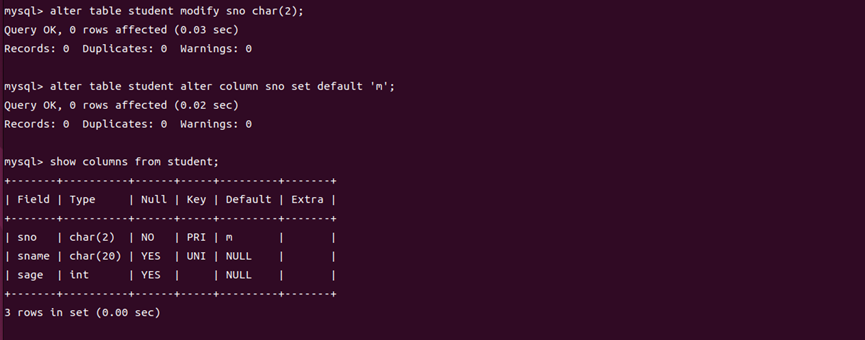 mysql> alter table student modify sno char(2);
Query OK, 0 rows affected (0.03 sec)
Records: 0  Duplicates: 0  Warnings: 0

mysql> alter table student alter column sno set default 'm';
Query OK, 0 rows affected (0.02 sec)
Records: 0  Duplicates: 0  Warnings: 0

mysql> show columns from student;
+-------+----------+------+-----+---------+-------+
| Field | Type     | Null | Key | Default | Extra |
+-------+----------+------+-----+---------+-------+
| sno   | char(2)  | NO   | PRI | m       |       |
| sname | char(20) | YES  | UNI | NULL    |       |
| sage  | int      | YES  |     | NULL    |       |
+-------+----------+------+-----+---------+-------+
3 rows in set (0.00 sec)